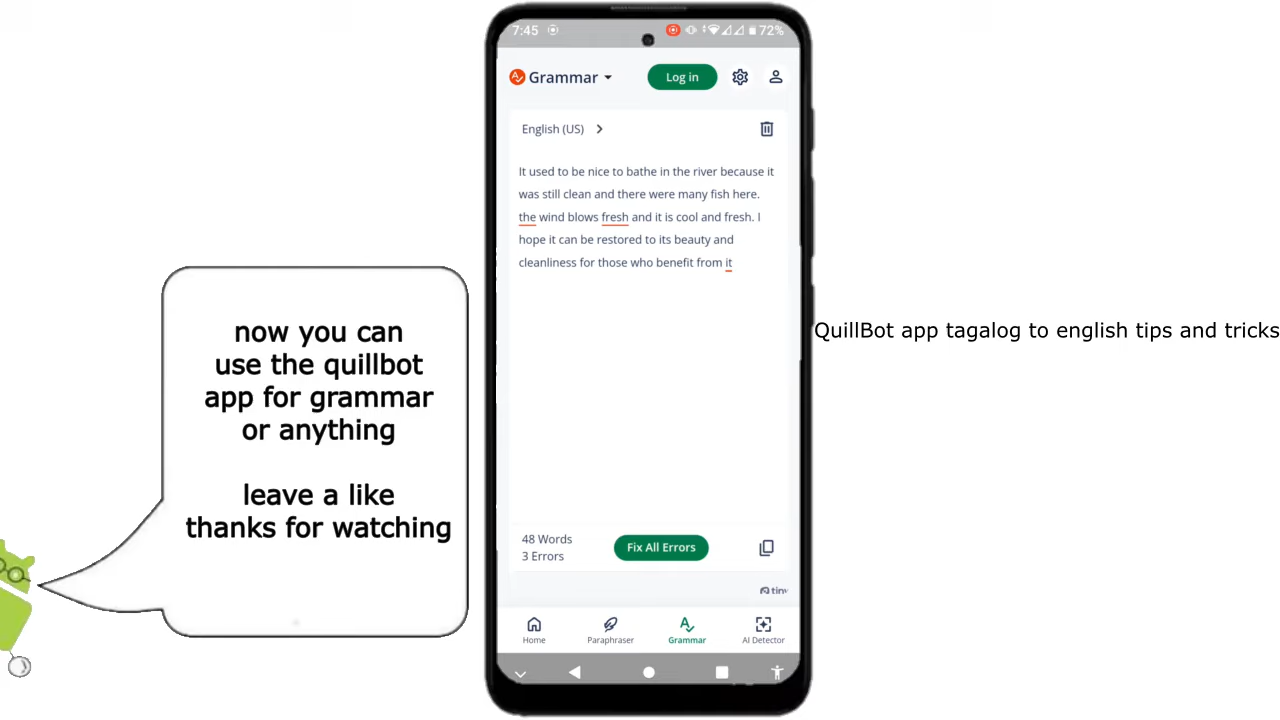 7:45
72%
Grammar
Log in
English (US)
It used to be nice to bathe in the river because it
was still clean and there were many fish here.
the wind blows fresh and it is cool and fresh. I
hope it can be restored to its beauty and
cleanliness for those who benefit from it
48 Words
3 Errors
Fix All Errors
tiny
Home
Paraphraser
Grammar
AI Detector
now you can
use the quillbot
app for grammar
or anything
leave a like
thanks for watching
QuillBot app tagalog to english tips and tricks